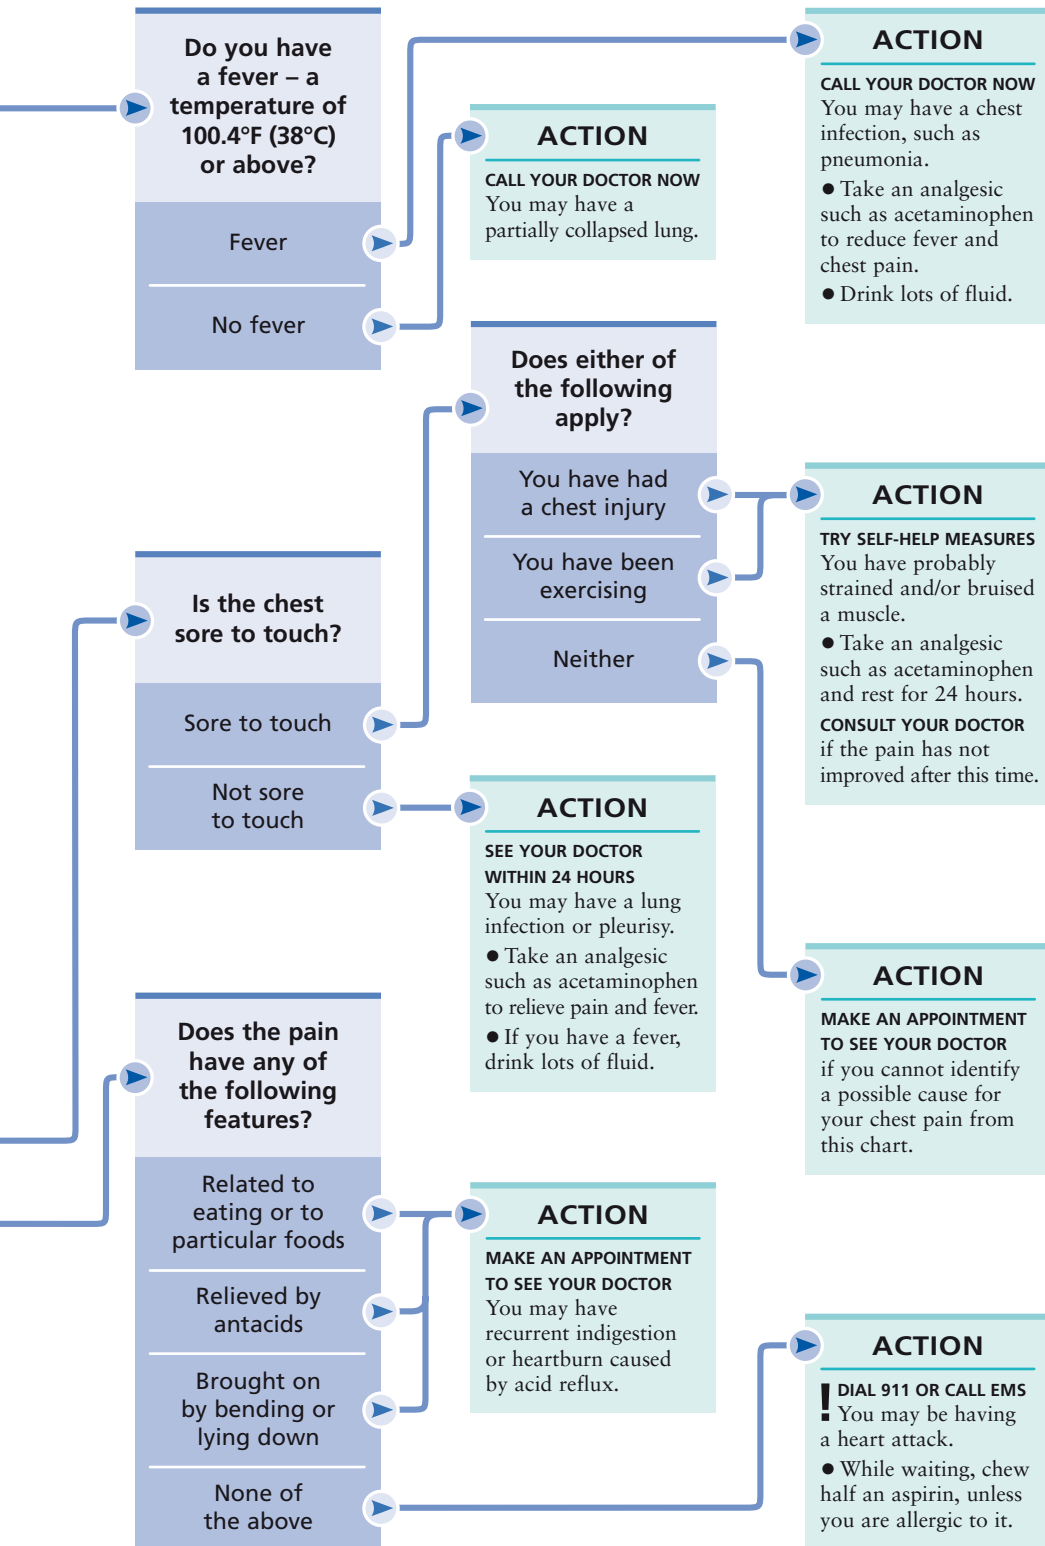 Do you have
a fever – a
temperature of
100.4°F (38°C)
or above?
Fever
No fever
ACTION
CALL YOUR DOCTOR NOW
You may have a
partially collapsed lung.
ACTION
CALL YOUR DOCTOR NOW
You may have a chest
infection, such as
pneumonia.
● Take an analgesic
such as acetaminophen
to reduce fever and
chest pain.
● Drink lots of fluid.
Is the chest
sore to touch?
Sore to touch
Not sore
to touch
Does either of
the following
apply?
You have had
a chest injury
You have been
exercising
Neither
ACTION
TRY SELF-HELP MEASURES
You have probably
strained and/or bruised
a muscle.
● Take an analgesic
such as acetaminophen
and rest for 24 hours.
CONSULT YOUR DOCTOR
if the pain has not
improved after this time.
ACTION
SEE YOUR DOCTOR
WITHIN 24 HOURS
You may have a lung
infection or pleurisy.
● Take an analgesic
such as acetaminophen
to relieve pain and fever.
● If you have a fever,
drink lots of fluid.
ACTION
MAKE AN APPOINTMENT
TO SEE YOUR DOCTOR
if you cannot identify
a possible cause for
your chest pain from
this chart.
Does the pain
have any of
the following
features?
Related to
eating or to
particular foods
Relieved by
antacids
Brought on
by bending or
lying down
None of
the above
ACTION
MAKE AN APPOINTMENT
TO SEE YOUR DOCTOR
You may have
recurrent indigestion
or heartburn caused
by acid reflux.
ACTION
! DIAL 911 OR CALL EMS
You may be having
a heart attack.
● While waiting, chew
half an aspirin, unless
you are allergic to it.